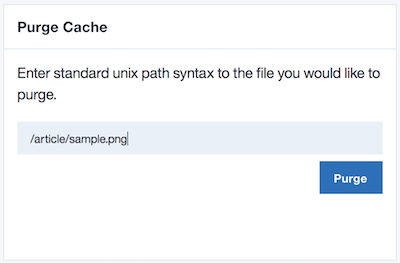 Purge Cache
Enter standard unix path syntax to the file you would like to
purge.
/article/sample.png
Purge